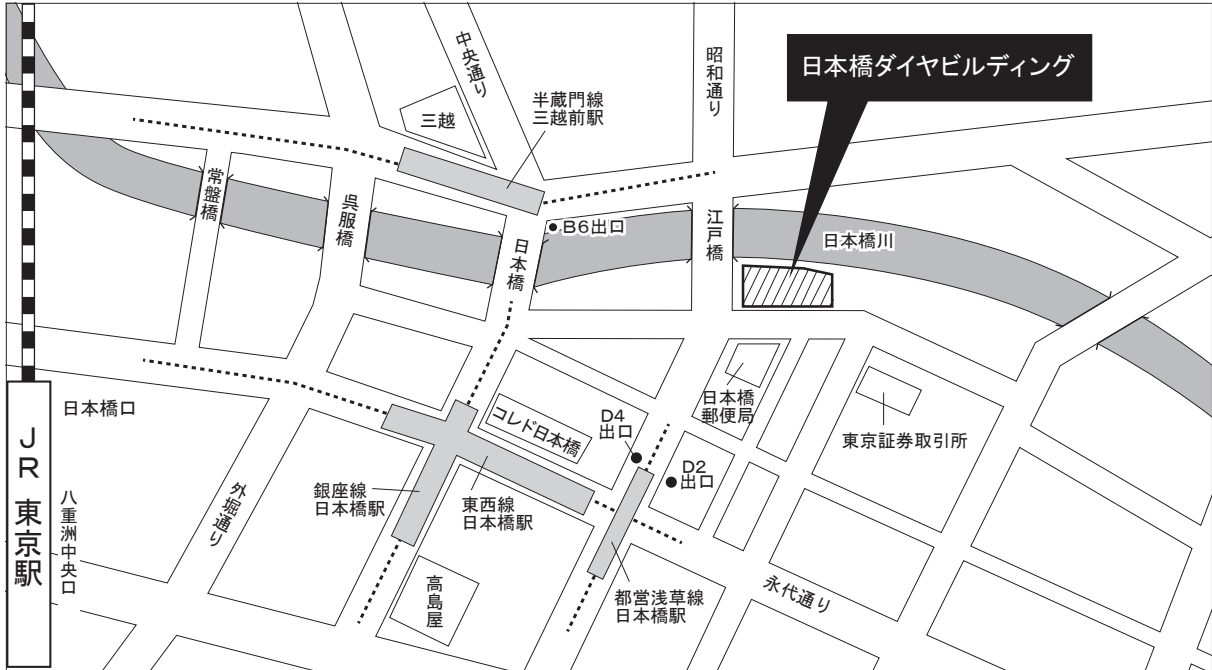 中央通り
昭和通り
日本橋ダイヤビルディング
半蔵門線
三越前駅
三越
常盤橋
呉服橋
日本橋
B6出口
江戸橋
日本橋川
日本橋口
JR 東京駅
八重洲中央口
外堀通り
銀座線
日本橋駅
東西線
日本橋駅
コレド日本橋
D4
出口
D2
出口
日本橋
郵便局
東京証券取引所
高島屋
都営浅草線
日本橋駅
永代通り